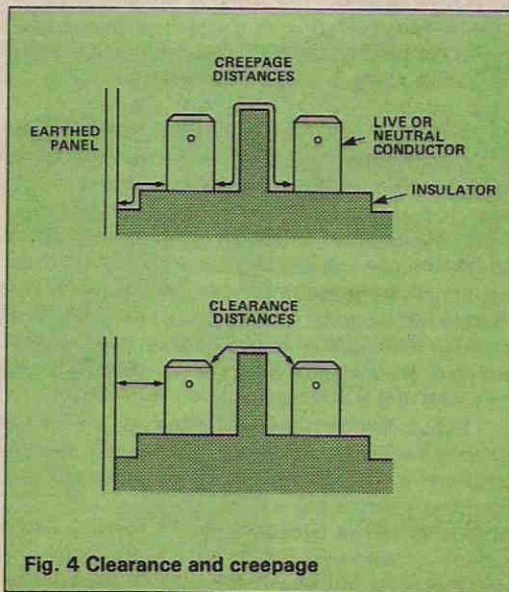 CREEPAGE
DISTANCES
EARTHED
PANEL
LIVE OR
NEUTRAL
CONDUCTOR
INSULATOR
CLEARANCE
DISTANCES
Fig. 4 Clearance and creepage